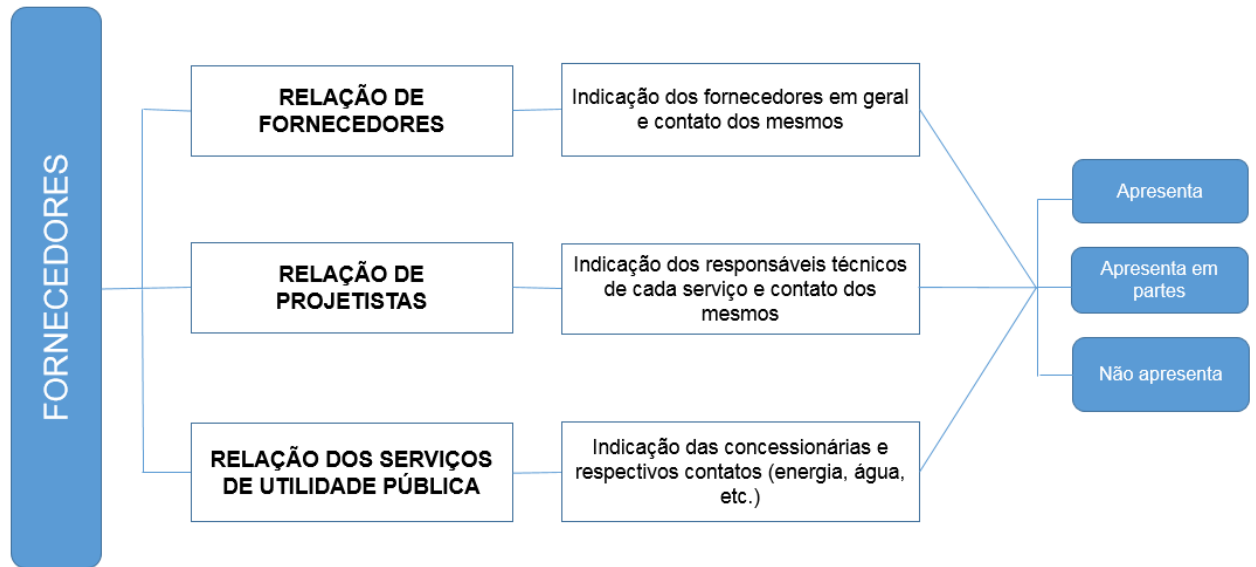 FORNECEDORES
RELAÇÃO DE
FORNECEDORES
Indicação dos fornecedores em geral
e contato dos mesmos
RELAÇÃO DE
PROJETISTAS
Indicação dos responsáveis técnicos
de cada serviço e contato dos
mesmos
RELAÇÃO DOS SERVIÇOS
DE UTILIDADE PÚBLICA
Indicação das concessionárias e
respectivos contatos (energia, água,
etc.)
Apresenta
Apresenta em
partes
Não apresenta